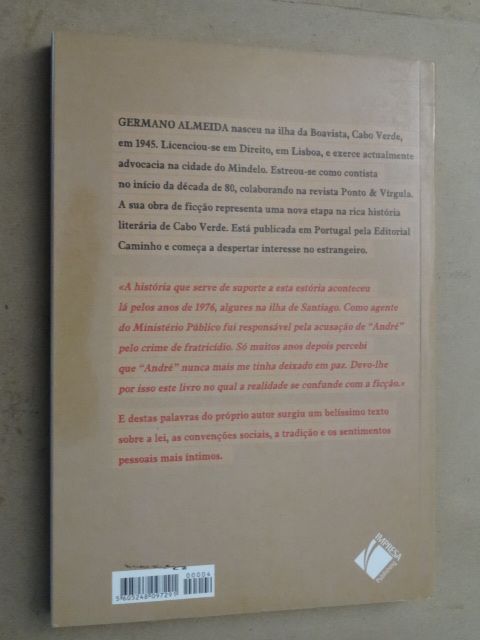 GERMANO ALMEIDA nasceu na ilha da Boavista, Cabo Verde,
em 1945. Licenciou-se em Direito, em Lisboa, e exerce actualmente
advocacia na cidade do Mindelo. Estreou-se como contista
no início da década de 80, colaborando na revista Ponto & Vírgula.
A sua obra de ficção representa uma nova etapa na rica história
literária de Cabo Verde. Está publicada em Portugal pela Editorial
Caminho e começa a despertar interesse no estrangeiro.
«A história que serve de suporte a esta estória aconteceu
lá pelos anos de 1976, algures na ilha de Santiago. Como agente
do Ministério Público fui responsável pela acusação de “André”
pelo crime de fratricídio. Só muitos anos depois percebi
que “André” nunca mais me tinha deixado em paz. Devo-lhe
por isso este livro no qual a realidade se confunde com a ficção.»
E destas palavras do próprio autor surgiu um belíssimo texto
sobre a lei, as convenções sociais, a tradição e os sentimentos
pessoais mais íntimos.
IMPRESA
Publishing
00004
5605248097291